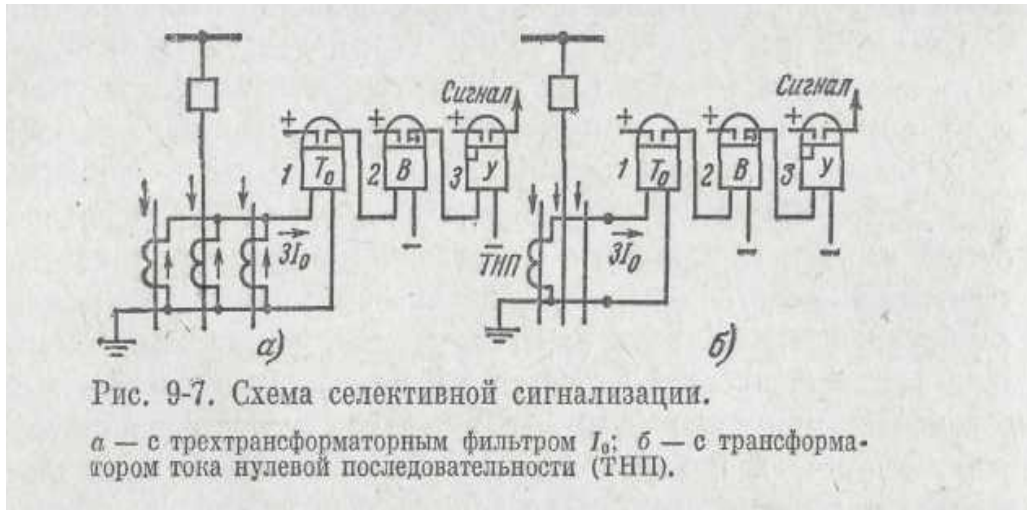 Сигнал
Сигнал
+ + +
+ + +
1 T₀ 2 В 3 У
1 T₀ 2 В 3 У
3I₀
ТНП
3I₀
а)
б)
Рис. 9-7. Схема селективной сигнализации.
а — с трехтрансформаторным фильтром I₀; б — с трансформа-
тором тока нулевой последовательности (ТНП).